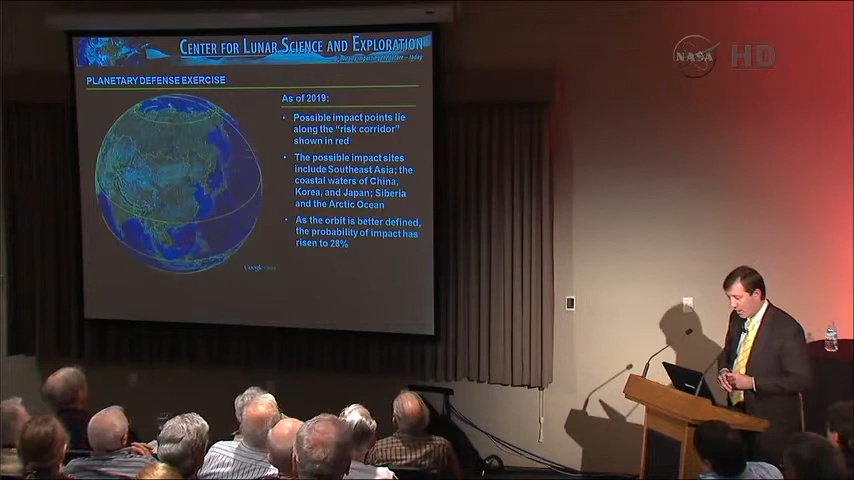 CENTER FOR LUNAR SCIENCE AND EXPLORATION
PLANETARY DEFENSE EXERCISE
As of 2019:
• Possible impact points lie
along the “risk corridor”
shown in red
• The possible impact sites
include Southeast Asia; the
coastal waters of China,
Korea, and Japan; Siberia
and the Arctic Ocean
• As the orbit is better defined,
the probability of impact has
risen to 28%
Google
NASA HD